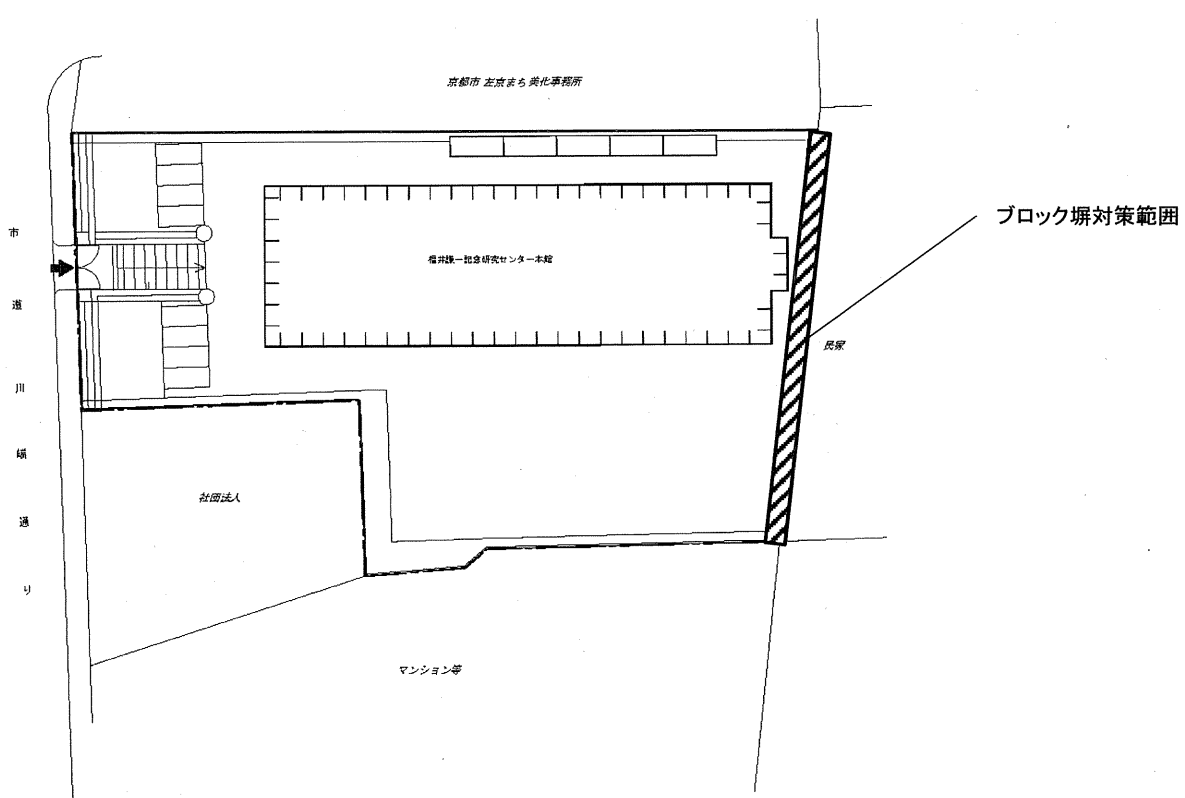 京都市 左京まち美化事務所
ブロック塀対策範囲
福井謙一記念研究センター本館
民家
市道川端通り
社団法人
マンション等